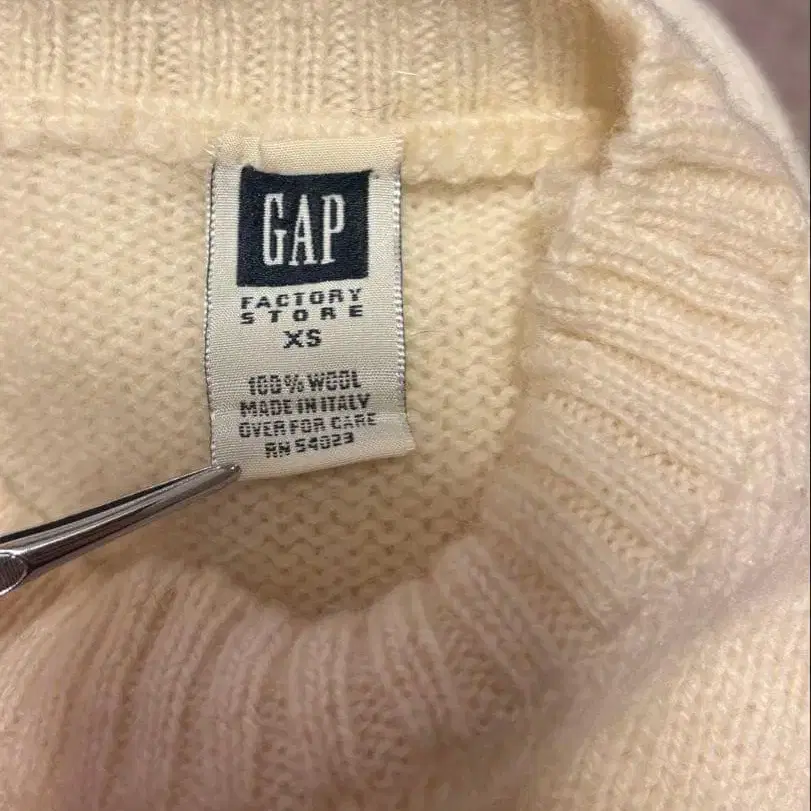 GAP
FACTORY
STORE
XS
100% WOOL
MADE IN ITALY
OVER FOR CARE
RN 54023